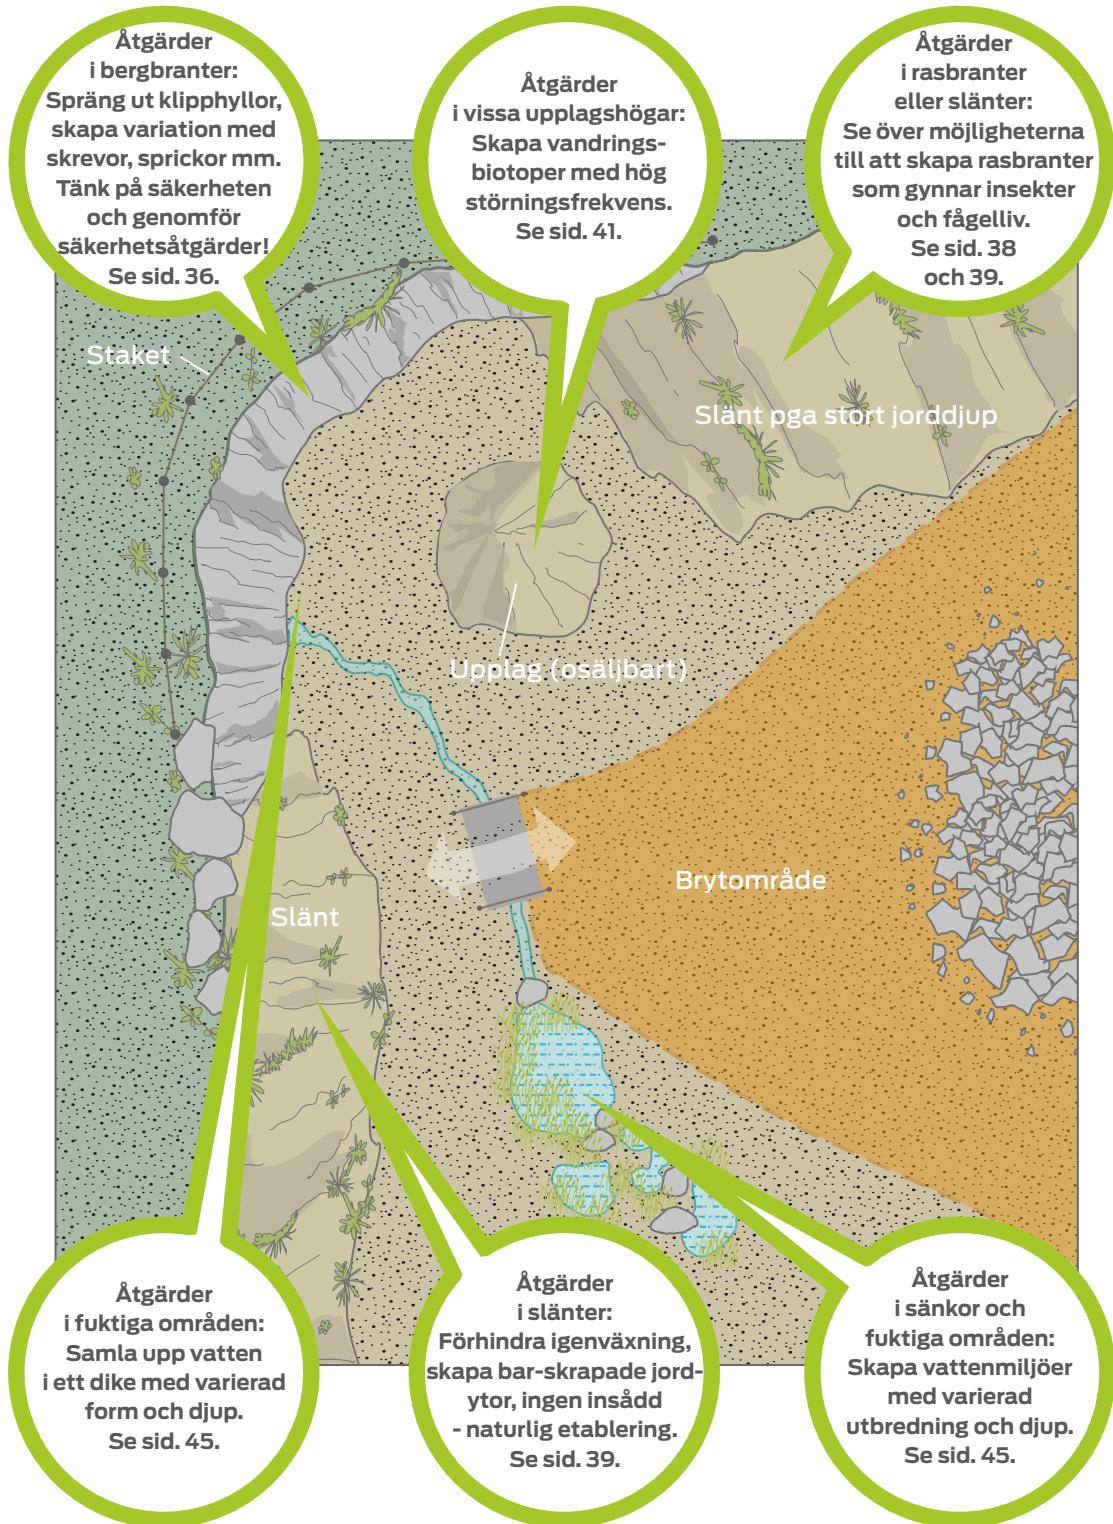 Åtgärder
i bergbranter:
Spräng ut klipphyllor,
skapa variation med
skrevor, sprickor mm.
Tänk på säkerheten
och genomför
säkerhetsåtgärder!
Se sid. 36.
Åtgärder
i vissa upplagshögar:
Skapa vandrings-
biotoper med hög
störningsfrekvens.
Se sid. 41.
Åtgärder
i rasbranter
eller slänter:
Se över möjligheterna
till att skapa rasbranter
som gynnar insekter
och fågelliv.
Se sid. 38
och 39.
Staket
Slänt pga stort jorddjup
Upplag (osäljbart)
Brytområde
Slänt
Åtgärder
i fuktiga områden:
Samla upp vatten
i ett dike med varierad
form och djup.
Se sid. 45.
Åtgärder
i slänter:
Förhindra igenväxning,
skapa bar-skrapade jord-
ytor, ingen insådd
- naturlig etablering.
Se sid. 39.
Åtgärder
i sänkor och
fuktiga områden:
Skapa vattenmiljöer
med varierad
utbredning och djup.
Se sid. 45.